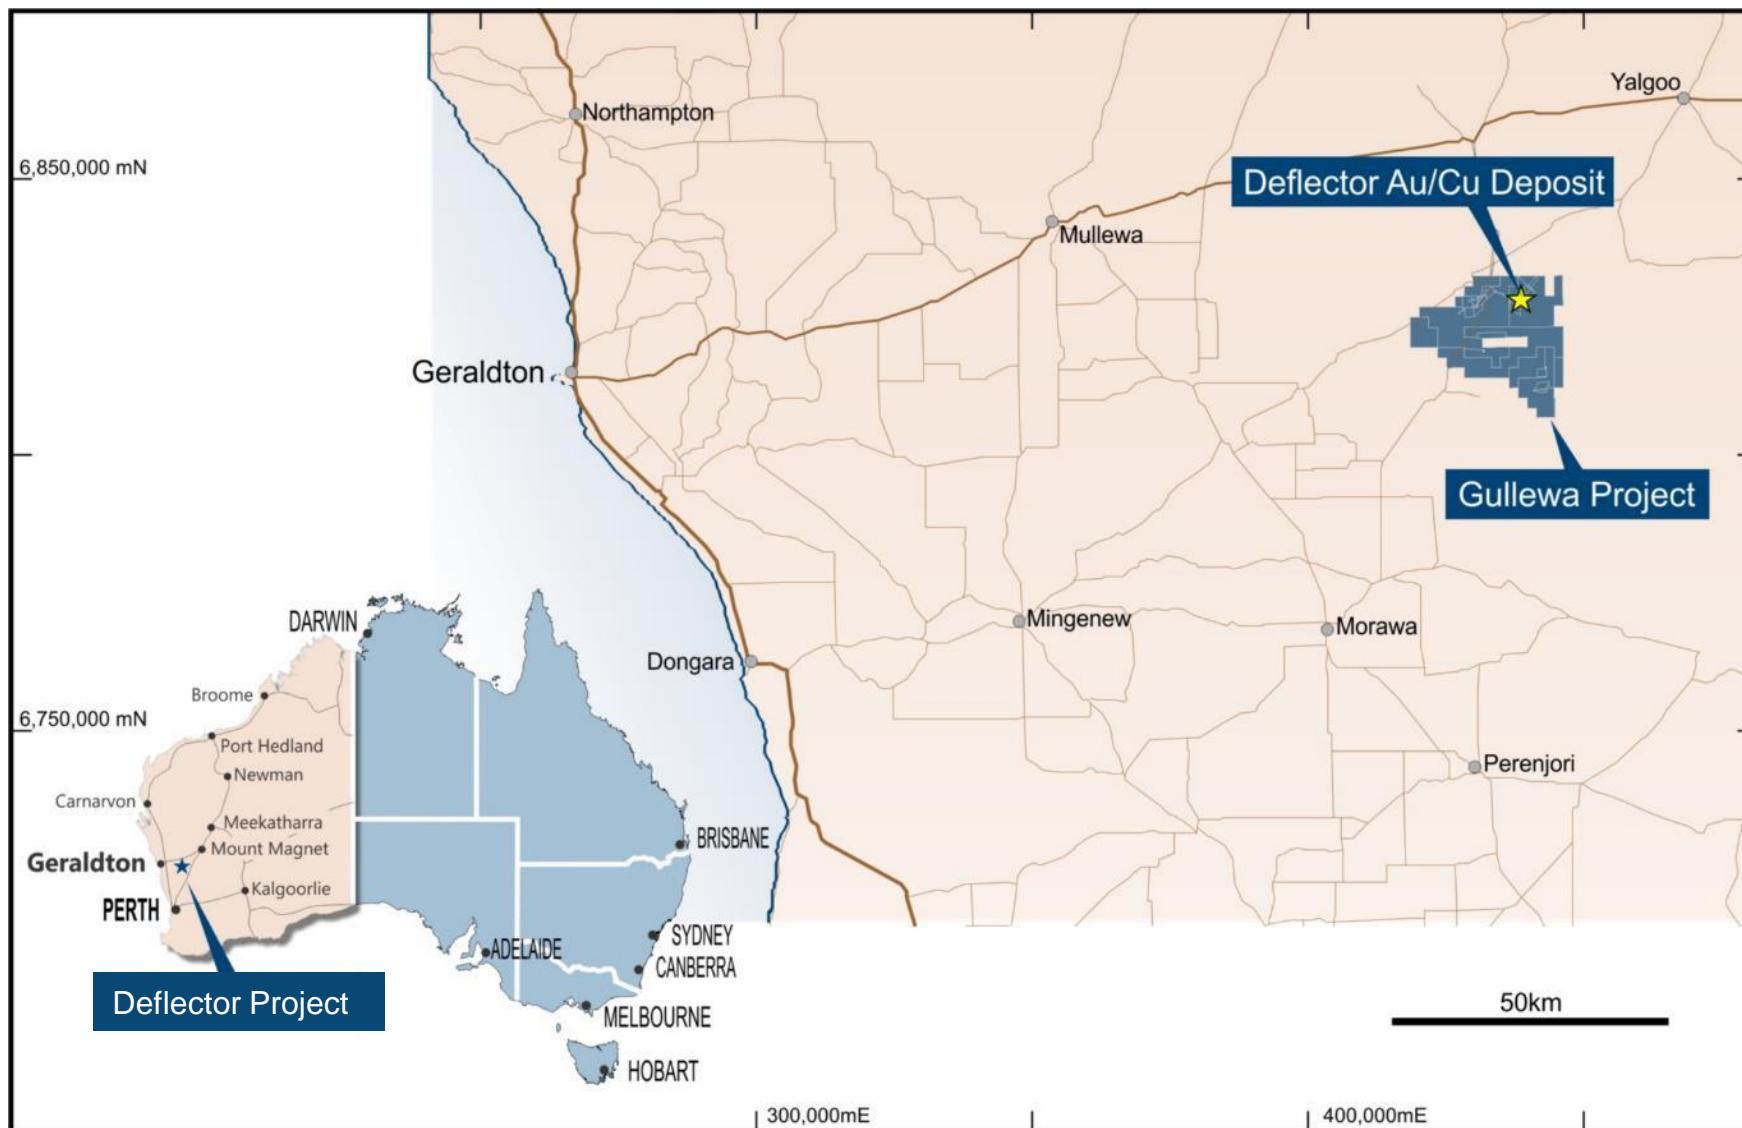 Yalgoo
Northampton
6,850,000 mN
Deflector Au/Cu Deposit
Mullewa
Geraldton
Gullewa Project
DARWIN
Mingenew
Morawa
Dongara
Broome
6,750,000 mN
Port Hedland
Newman
Perenjori
Carnarvon
Meekatharra
BRISBANE
Mount Magnet
Geraldton
Kalgoorlie
PERTH
SYDNEY
ADELAIDE
CANBERRA
Deflector Project
50km
MELBOURNE
HOBART
300,000mE
400,000mE